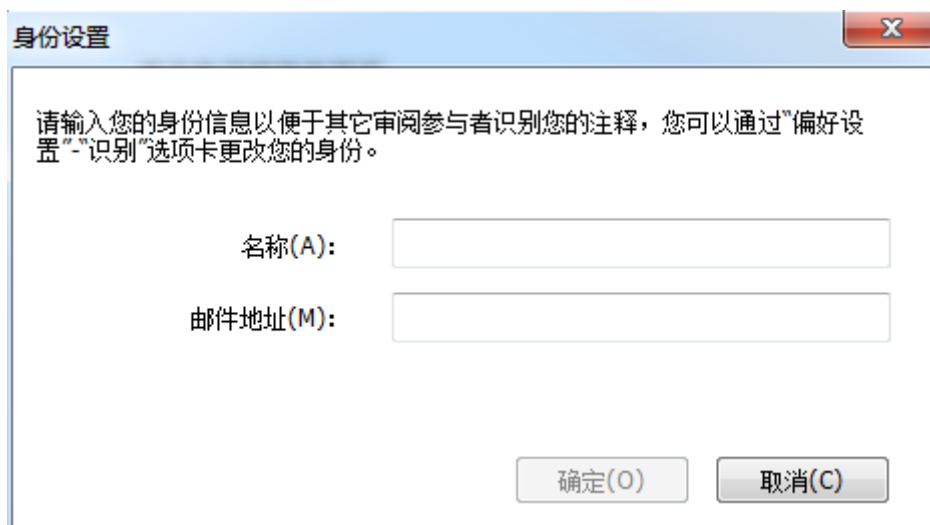 身份设置
请输入您的身份信息以便于其它审阅参与者识别您的注释，您可以通过“偏好设
置”-“识别”选项卡更改您的身份。
名称(A):
邮件地址(M):
确定(O) 取消(C)